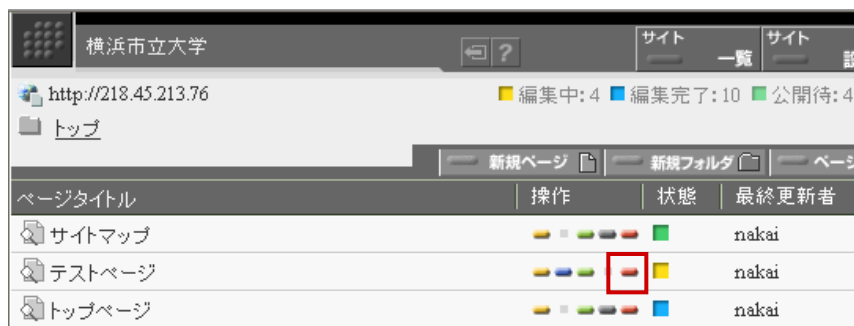 横浜市立大学
?
サイト
一覧
サイト
http://218.45.213.76
編集中: 4 編集完了: 10 公開待: 4
トップ
新規ページ 新規フォルダ ページ
ページタイトル 操作 状態 最終更新者
サイトマップ nakai
テストページ nakai
トップページ nakai